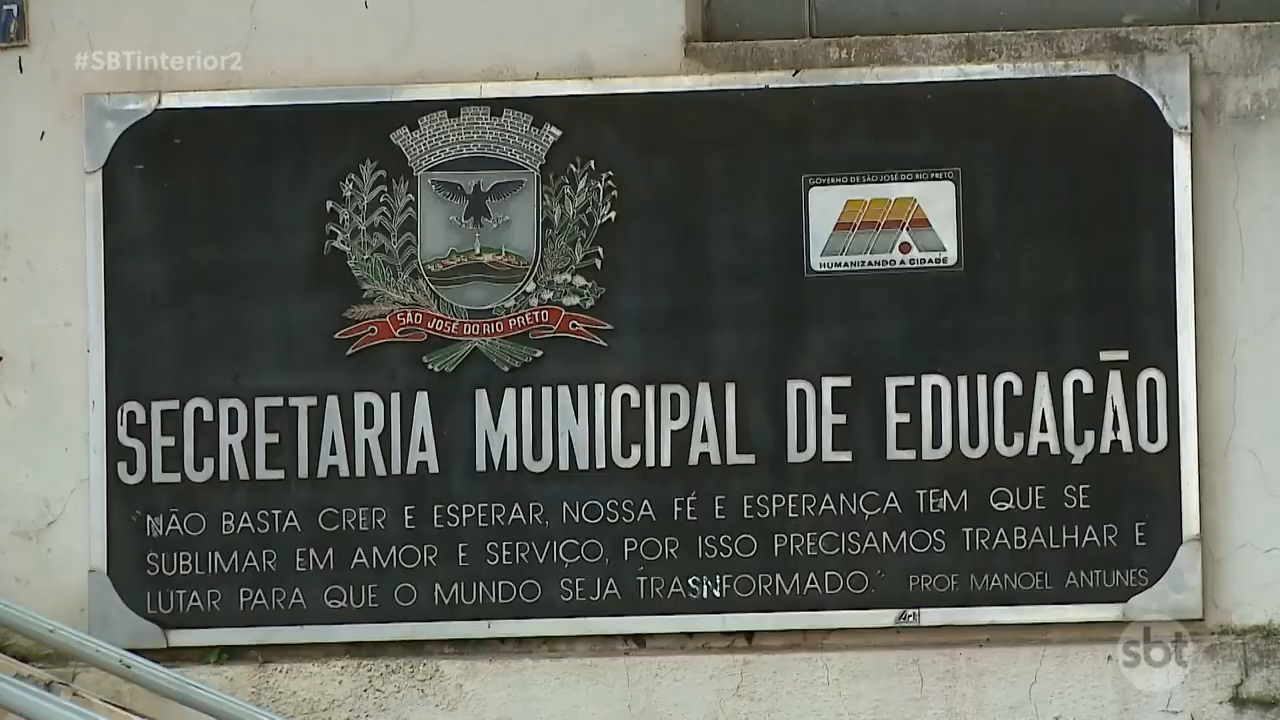 7
#SBTinterior2
GOVERNO DE SÃO JOSÉ DO RIO PRETO
HUMANIZANDO A CIDADE
SÃO JOSÉ DO RIO PRETO
SECRETARIA MUNICIPAL DE EDUCAÇÃO
"NÃO BASTA CRER E ESPERAR, NOSSA FÉ E ESPERANÇA TEM QUE SE
SUBLIMAR EM AMOR E SERVIÇO, POR ISSO PRECISAMOS TRABALHAR E
LUTAR PARA QUE O MUNDO SEJA TRASNFORMADO." PROF. MANOEL ANTUNES
Art
sbt